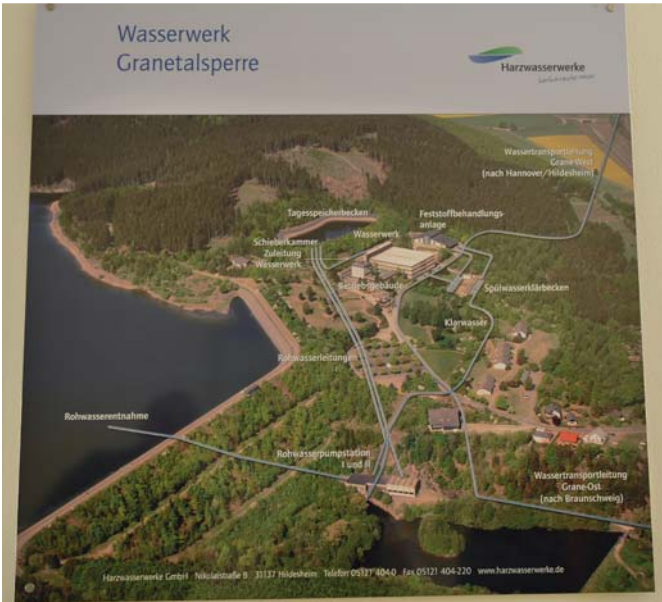 Wasserwerk
Granetalsperre
Harzwasserwerke
Wassertransportleitung
Grane-West
(nach Hannover/Hildesheim)
Tagesspeicherbecken
Feststoffbehandlungs-
anlage
Wasserwerk
Schieberkammer
Zuleitung
Wasserwerk
Betriebsgebäude
Spülwasserklärbecken
Klarwasser
Rohwasserleitungen
Rohwasserentnahme
Rohwasserpumpstation
I und II
Wassertransportleitung
Grane-Ost
(nach Braunschweig)
Harzwasserwerke GmbH Nikolaistraße 8 31137 Hildesheim Telefon 05121 404-0 Fax 05121 404-220 www.harzwasserwerke.de